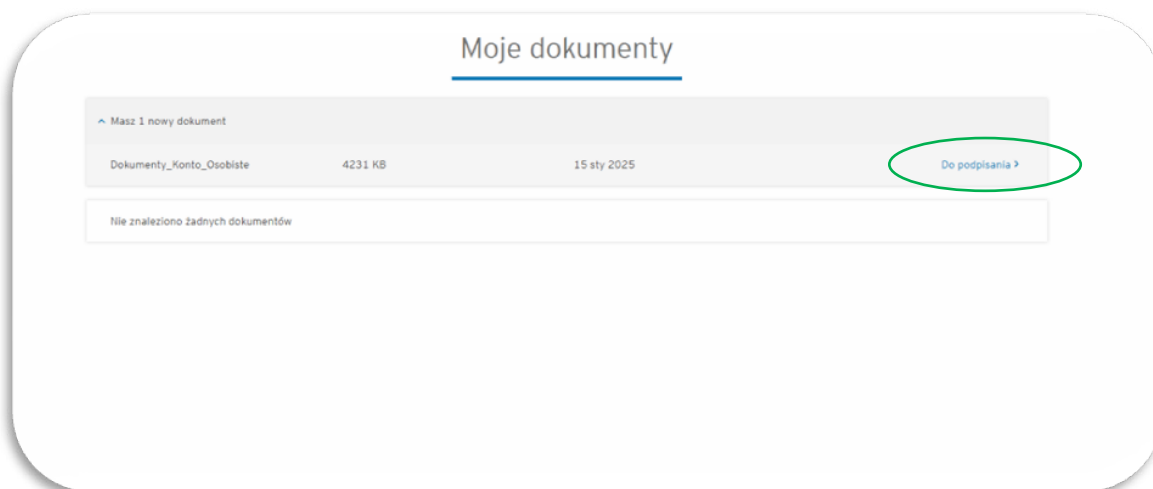 Moje dokumenty
Masz 1 nowy dokument
Dokumenty_Konto_Osobiste 4231 KB 15 sty 2025 Do podpisania >
Nie znaleziono żadnych dokumentów